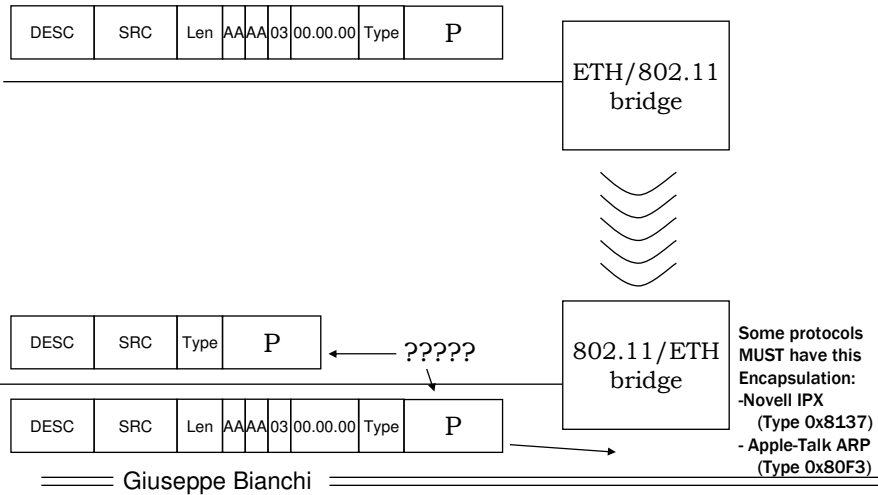 DESC SRC Len AA AA 03 00.00.00 Type P
ETH/802.11
bridge
DESC SRC Type P
?????
802.11/ETH
bridge
Some protocols
MUST have this
Encapsulation:
-Novell IPX
(Type 0x8137)
- Apple-Talk ARP
(Type 0x80F3)
DESC SRC Len AA AA 03 00.00.00 Type P
Giuseppe Bianchi